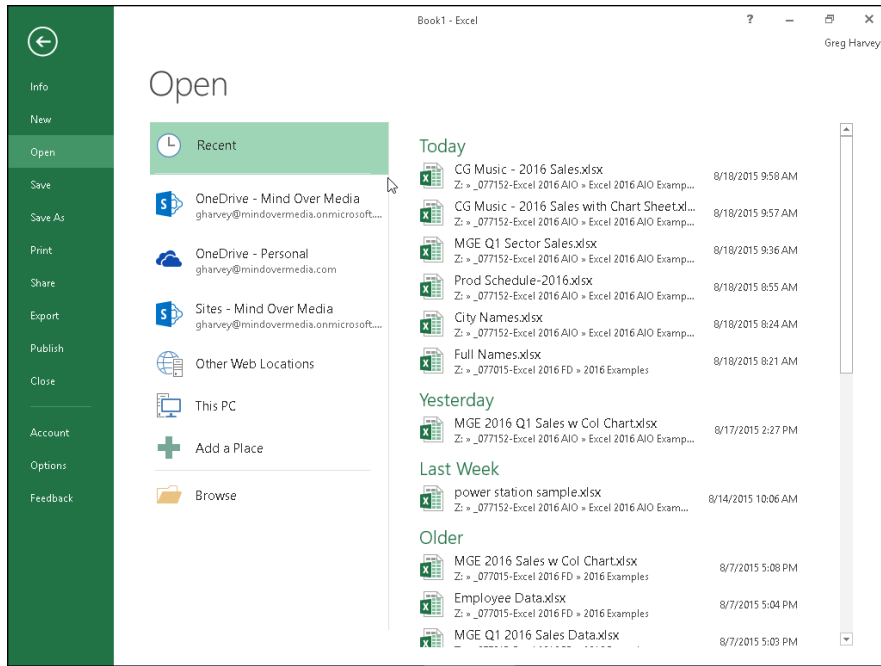 Book1 - Excel
?
Greg Harvey
Info
New
Open
Save
Save As
Print
Share
Export
Publish
Close
Account
Options
Feedback
Open
Recent
OneDrive - Mind Over Media
gharvey@mindovermedia.onmicrosoft....
OneDrive - Personal
gharvey@mindovermedia.com
Sites - Mind Over Media
gharvey@mindovermedia.onmicrosoft....
Other Web Locations
This PC
Add a Place
Browse
Today
CG Music - 2016 Sales.xlsx
Z: » _077152-Excel 2016 AIO » Excel 2016 AIO Examp...
8/18/2015 9:58 AM
CG Music - 2016 Sales with Chart Sheet.xl...
Z: » _077152-Excel 2016 AIO » Excel 2016 AIO Examp...
8/18/2015 9:57 AM
MGE Q1 Sector Sales.xlsx
Z: » _077152-Excel 2016 AIO » Excel 2016 AIO Examp...
8/18/2015 9:36 AM
Prod Schedule-2016.xlsx
Z: » _077152-Excel 2016 AIO » Excel 2016 AIO Examp...
8/18/2015 8:55 AM
City Names.xlsx
Z: » _077152-Excel 2016 AIO » Excel 2016 AIO Examp...
8/18/2015 8:24 AM
Full Names.xlsx
Z: » _077015-Excel 2016 FD » 2016 Examples
8/18/2015 8:21 AM
Yesterday
MGE 2016 Q1 Sales w Col Chart.xlsx
Z: » _077152-Excel 2016 AIO » Excel 2016 AIO Examp...
8/17/2015 2:27 PM
Last Week
power station sample.xlsx
Z: » _077152-Excel 2016 AIO » Excel 2016 AIO Exam...
8/14/2015 10:06 AM
Older
MGE 2016 Sales w Col Chart.xlsx
Z: » _077015-Excel 2016 FD » 2016 Examples
8/7/2015 5:08 PM
Employee Data.xlsx
Z: » _077015-Excel 2016 FD » 2016 Examples
8/7/2015 5:04 PM
MGE Q1 2016 Sales Data.xlsx
8/7/2015 5:03 PM